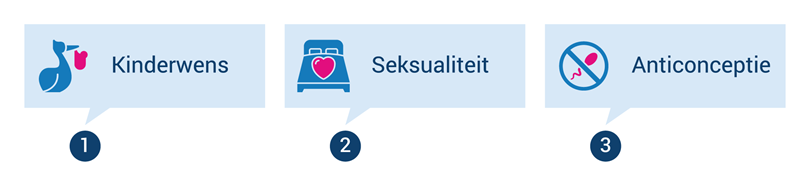 Kinderwens
Seksualiteit
Anticonceptie
1
2
3